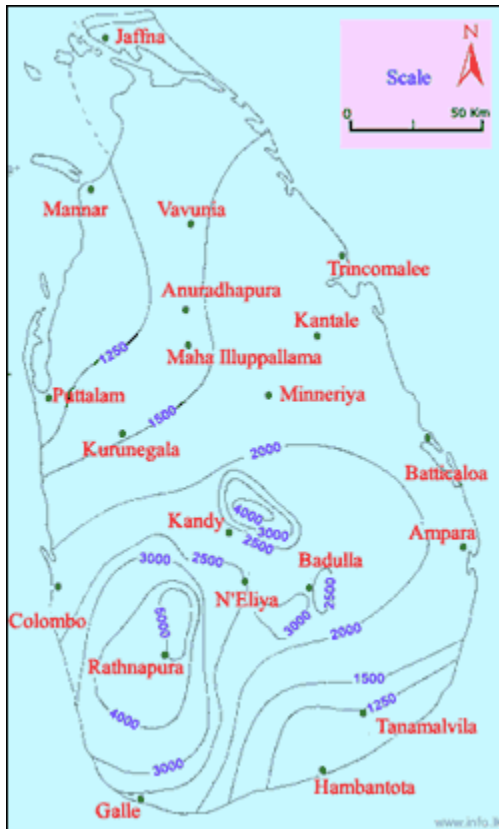 Jaffna
N
Scale
0 50 Km
Mannar
Vavunia
Trincomalee
Anuradhapura
Kantale
1250
Maha Illuppallama
Puttalam
Minneriya
1500
Kurunegala
2000
Batticaloa
4000
3000
Kandy
2500
Ampara
3000
2500
Badulla
2500
N'Eliya
Colombo
5000
3000
2000
Rathnapura
1500
4000
1250
Tanamalvila
3000
Hambantota
Galle